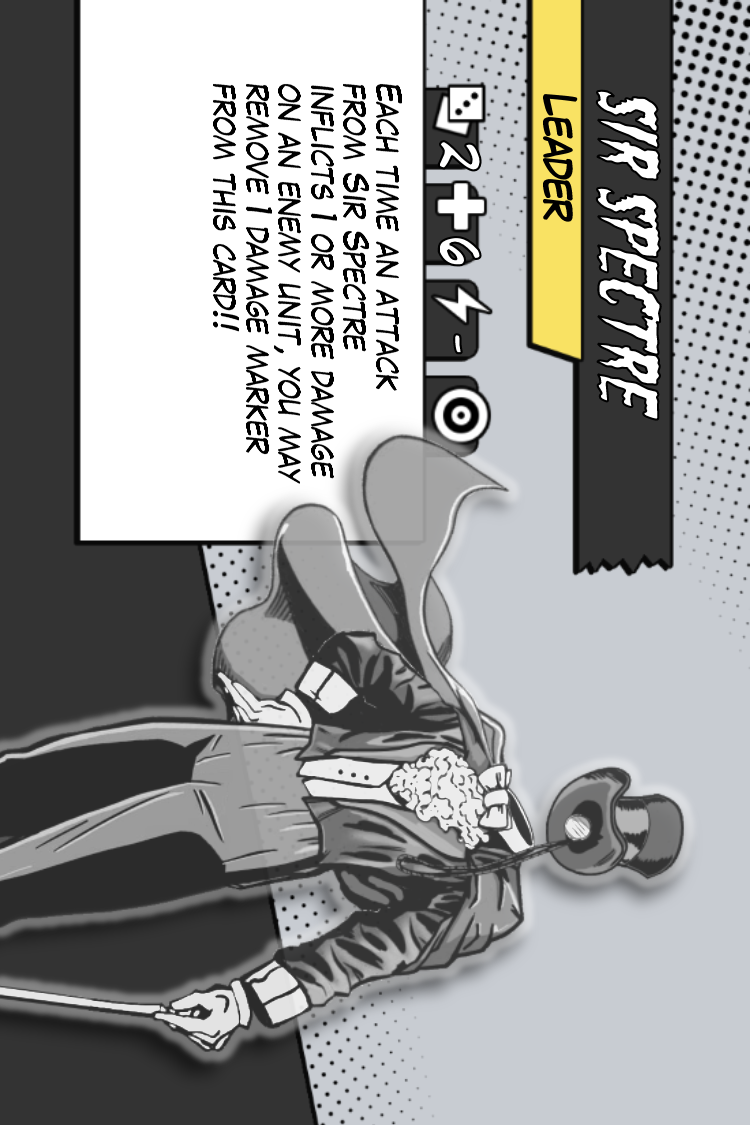 SIR SPECTRE
LEADER
2 6 -
EACH TIME AN ATTACK
FROM SIR SPECTRE
INFLICTS 1 OR MORE DAMAGE
ON AN ENEMY UNIT, YOU MAY
REMOVE 1 DAMAGE MARKER
FROM THIS CARD!!